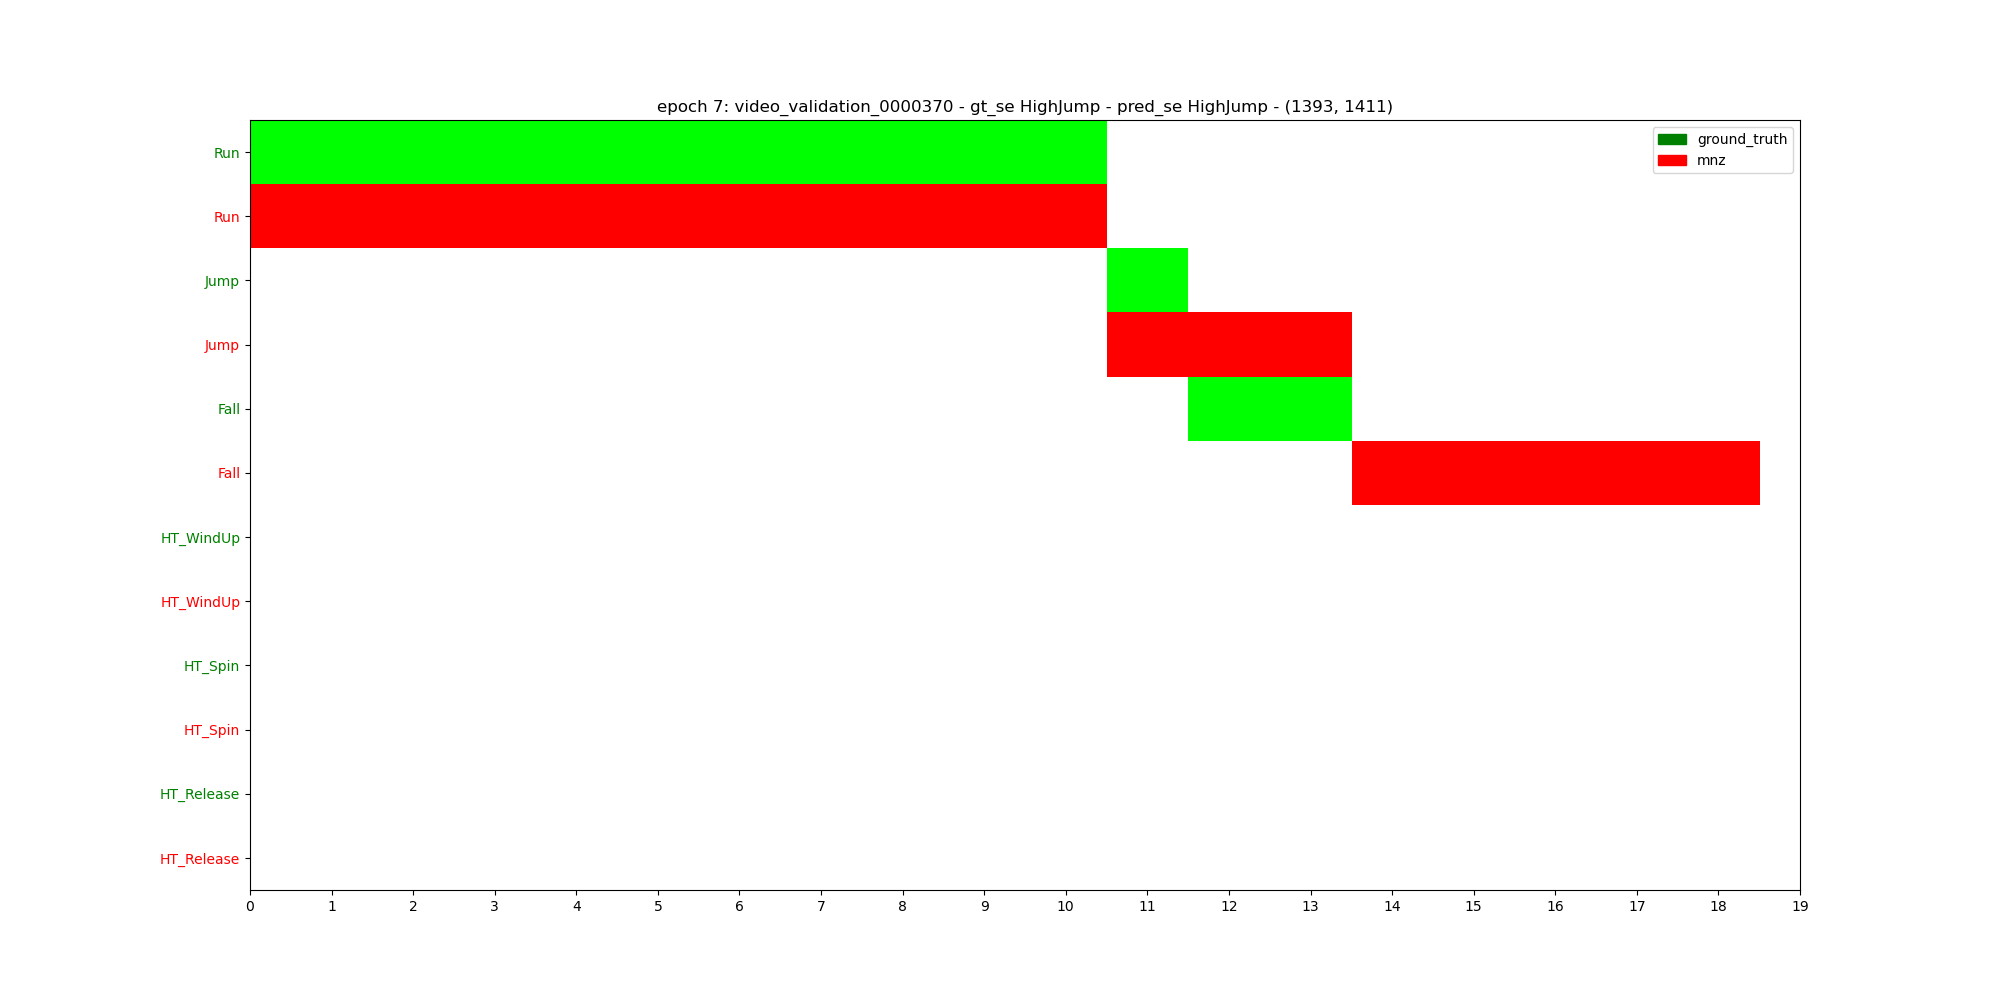 epoch 7: video_validation_0000370 - gt_se HighJump - pred_se HighJump - (1393, 1411)
ground_truth
mnz
Run
Run
Jump
Jump
Fall
Fall
HT_WindUp
HT_WindUp
HT_Spin
HT_Spin
HT_Release
HT_Release
0 1 2 3 4 5 6 7 8 9 10 11 12 13 14 15 16 17 18 19